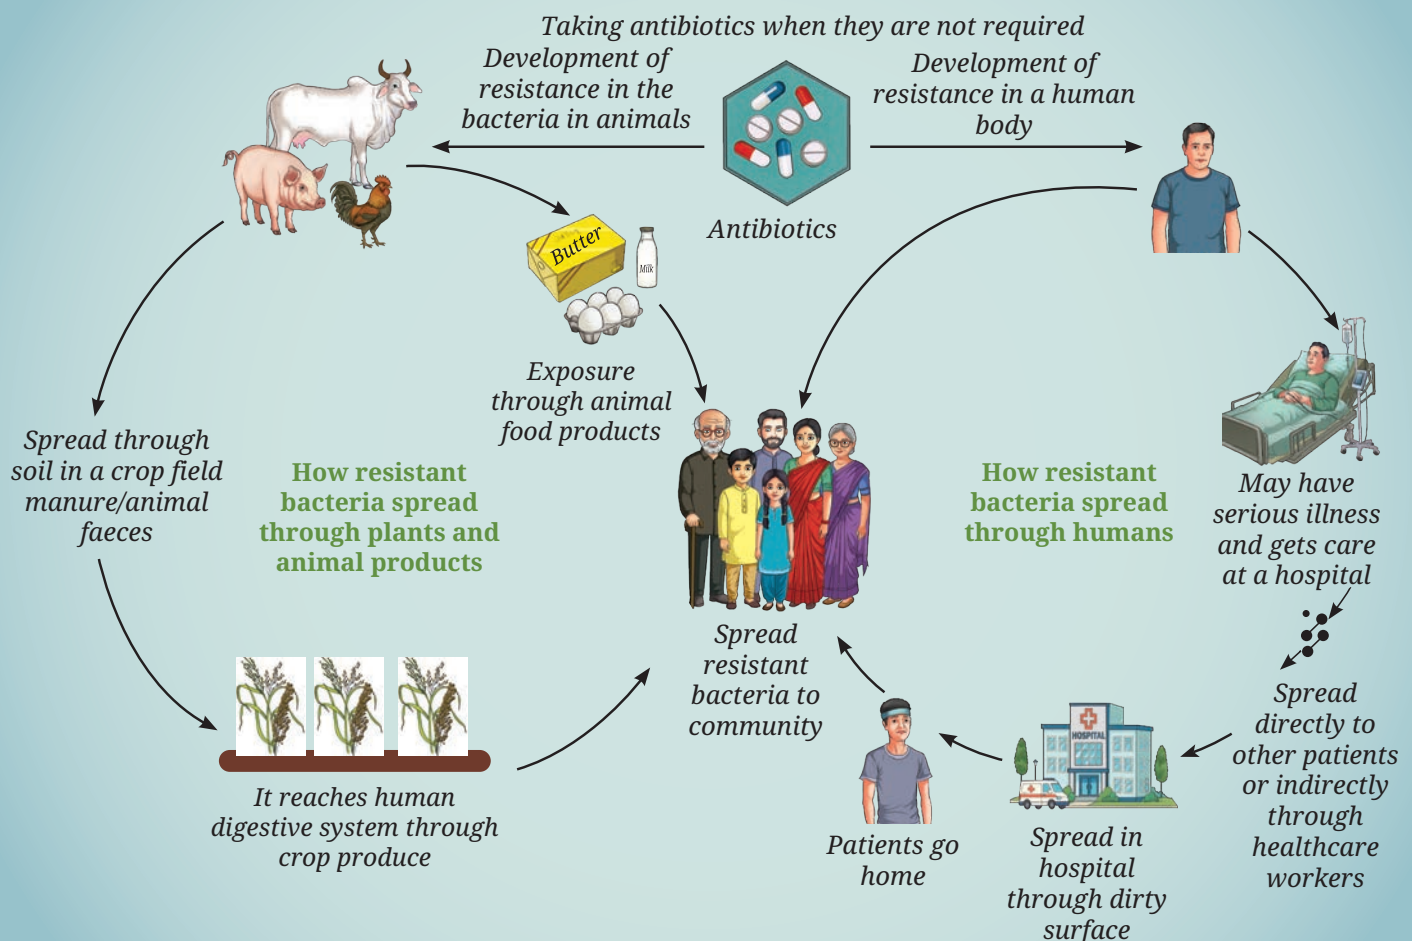 Taking antibiotics when they are not required
Development of
resistance in the
bacteria in animals
Development of
resistance in a human
body
Antibiotics
Butter
Milk
Exposure
through animal
food products
Spread through
soil in a crop field
manure/animal
faeces
How resistant
bacteria spread
through plants and
animal products
How resistant
bacteria spread
through humans
May have
serious illness
and gets care
at a hospital
Spread
resistant
bacteria to
community
Spread
directly to
other patients
or indirectly
through
healthcare
workers
HOSPITAL
It reaches human
digestive system through
crop produce
Patients go
home
Spread in
hospital
through dirty
surface